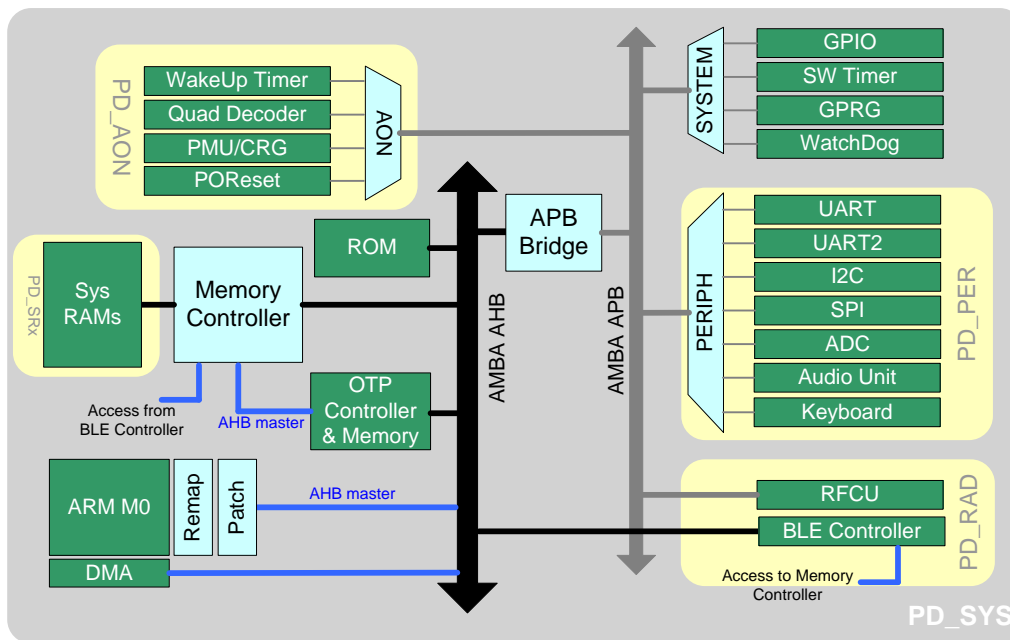 PD_AON
WakeUp Timer
Quad Decoder
PMU/CRG
POReset
AON
SYSTEM
GPIO
SW Timer
GPRG
WatchDog
ROM
APB
Bridge
PD_SRx
Sys
RAMs
Memory
Controller
AMBA AHB
AMBA APB
PERIPH
UART
UART2
I2C
SPI
ADC
Audio Unit
Keyboard
PD_PER
Access from
BLE Controller
AHB master
OTP
Controller
& Memory
ARM M0
Remap
Patch
AHB master
DMA
RFCU
BLE Controller
PD_RAD
Access to Memory
Controller
PD_SYS